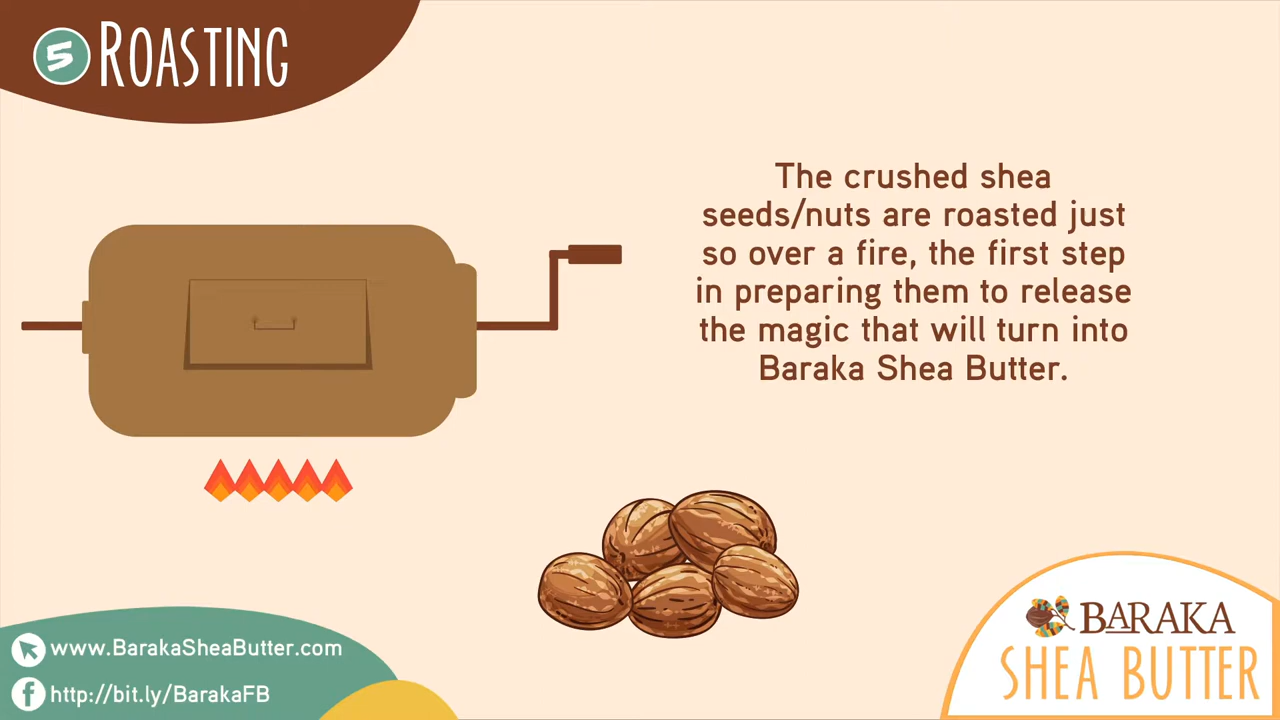 5 ROASTING
The crushed shea
seeds/nuts are roasted just
so over a fire, the first step
in preparing them to release
the magic that will turn into
Baraka Shea Butter.
www.BarakaSheaButter.com
http://bit.ly/BarakaFB
BARAKA
SHEA BUTTER